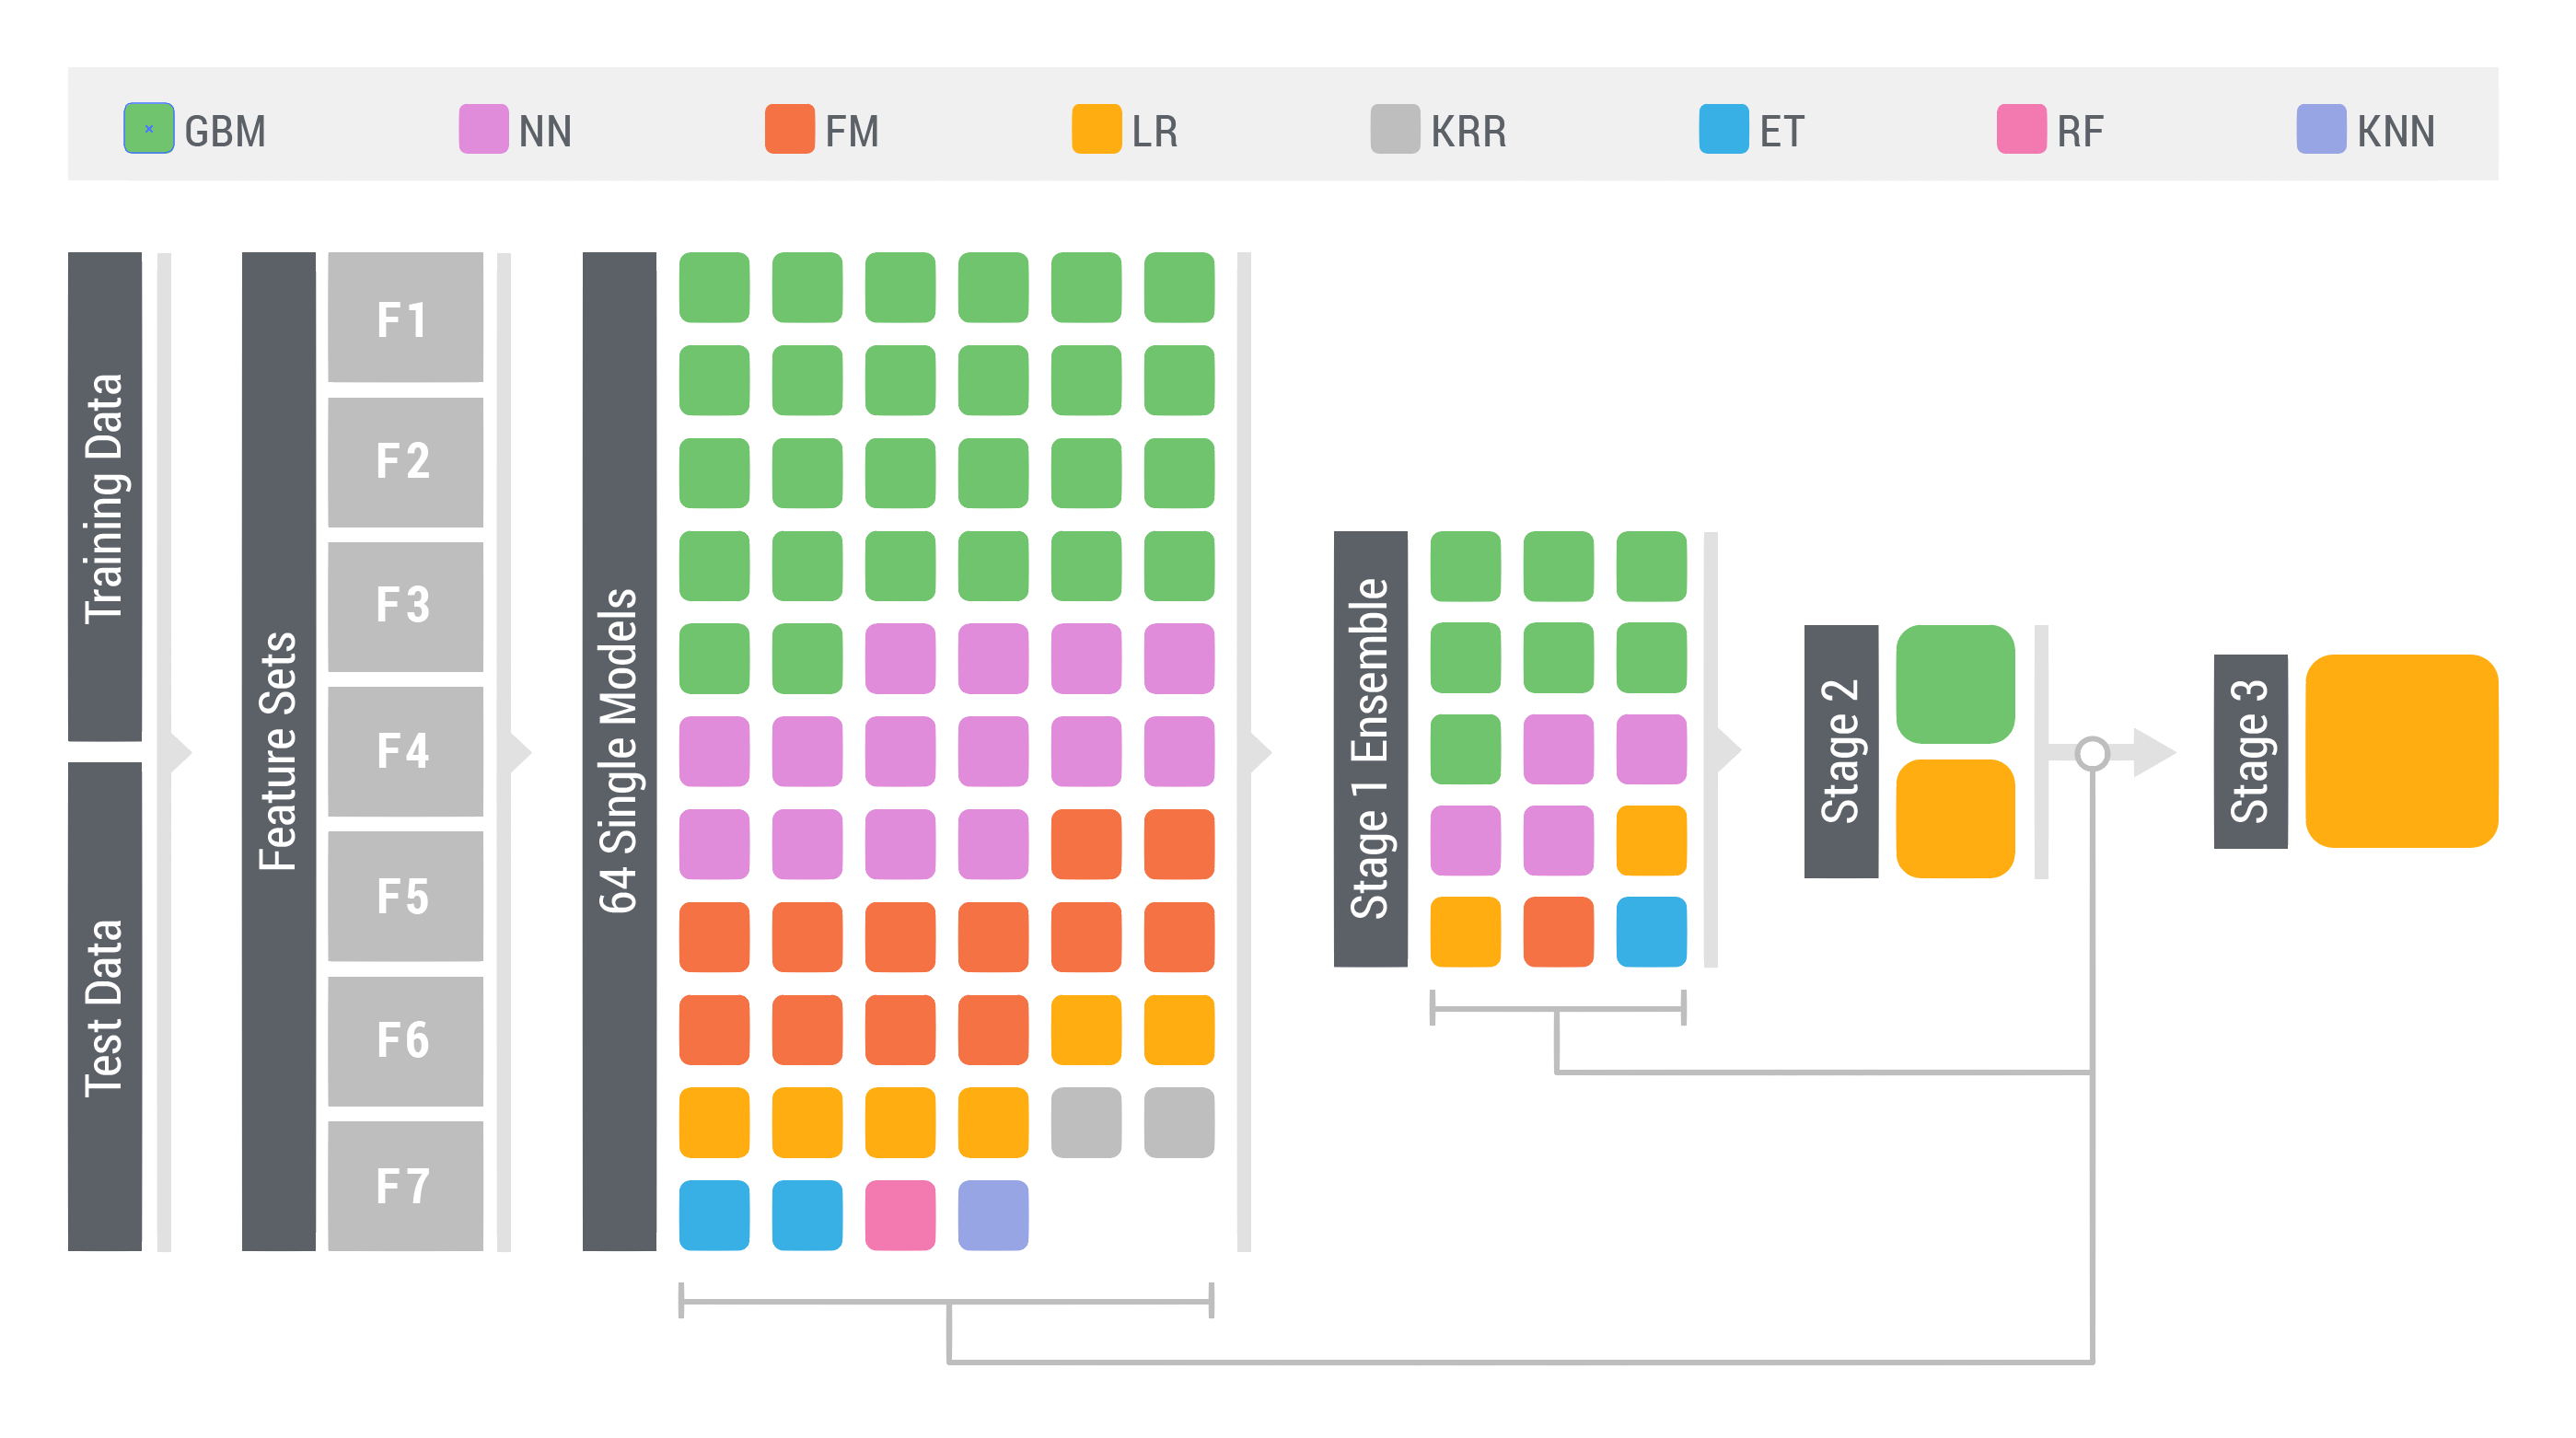 GBM
NN
FM
LR
KRR
ET
RF
KNN
Training Data
Test Data
Feature Sets
F1
F2
F3
F4
F5
F6
F7
64 Single Models
Stage 1 Ensemble
Stage 2
Stage 3